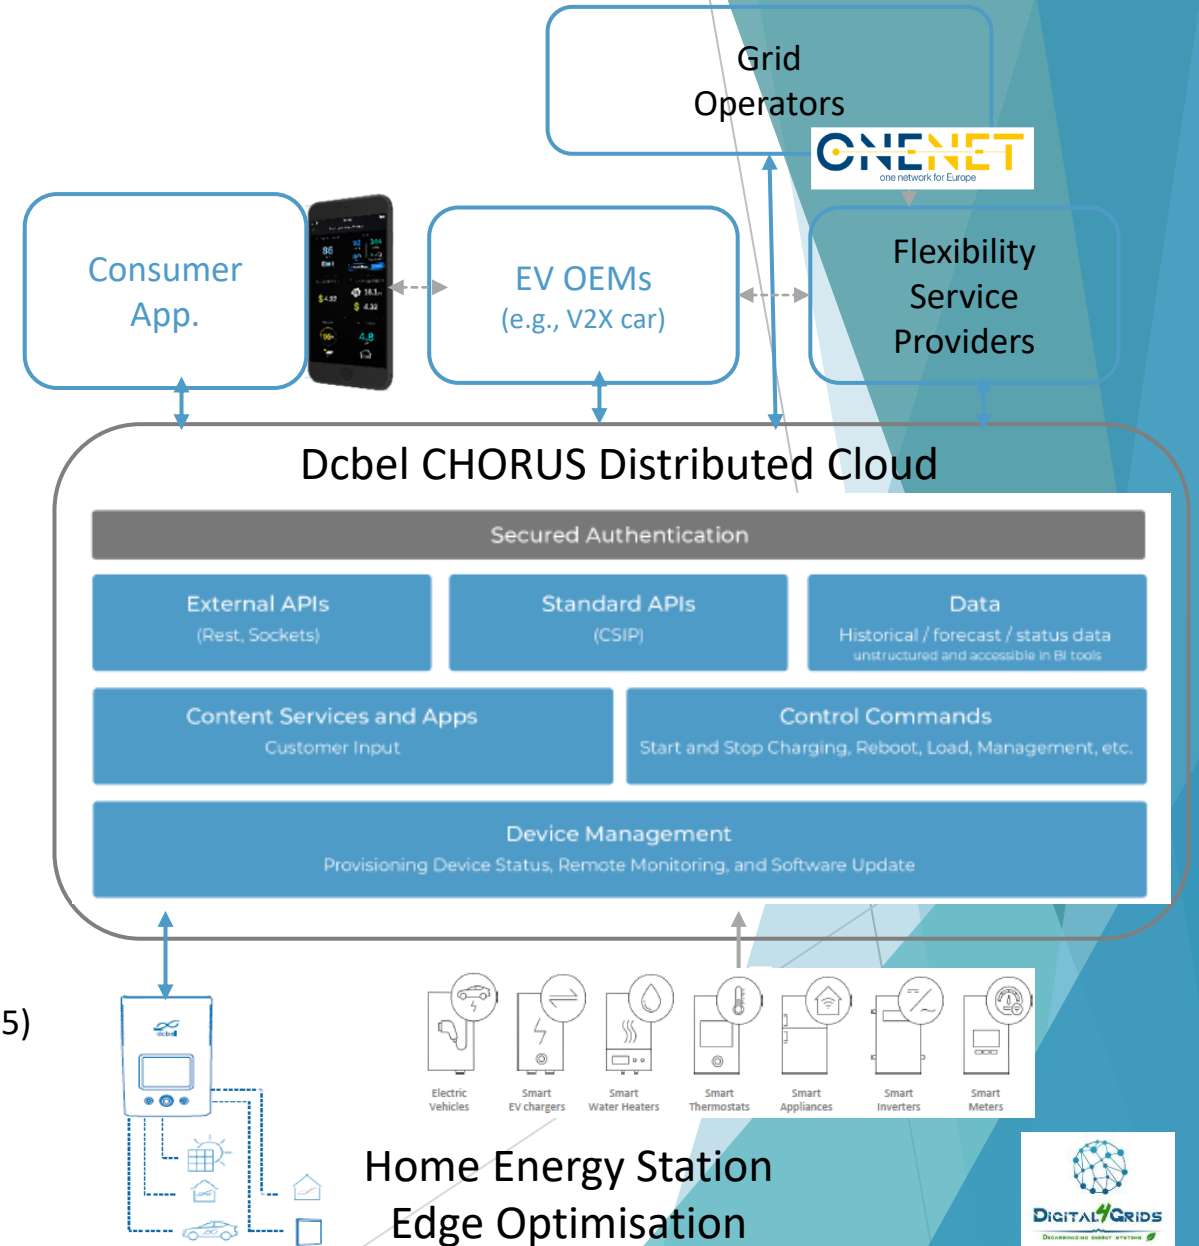 Grid
Operators
ONENET
one network for Europe
Consumer
App.
EV OEMs
(e.g., V2X car)
Flexibility
Service
Providers
Dcbel CHORUS Distributed Cloud
Secured Authentication
External APIs
(Rest, Sockets)
Standard APIs
(CSIP)
Data
Historical / forecast / status data
unstructured and accessible in BI tools
Content Services and Apps
Customer Input
Control Commands
Start and Stop Charging, Reboot, Load, Management, etc.
Device Management
Provisioning Device Status, Remote Monitoring, and Software Update
5)
dcbel
Electric
Vehicles
Smart
EV chargers
Smart
Water Heaters
Smart
Thermostats
Smart
Appliances
Smart
Inverters
Smart
Meters
Home Energy Station
Edge Optimisation
DIGITAL4GRIDS
DECARBONIZING ENERGY SYSTEMS